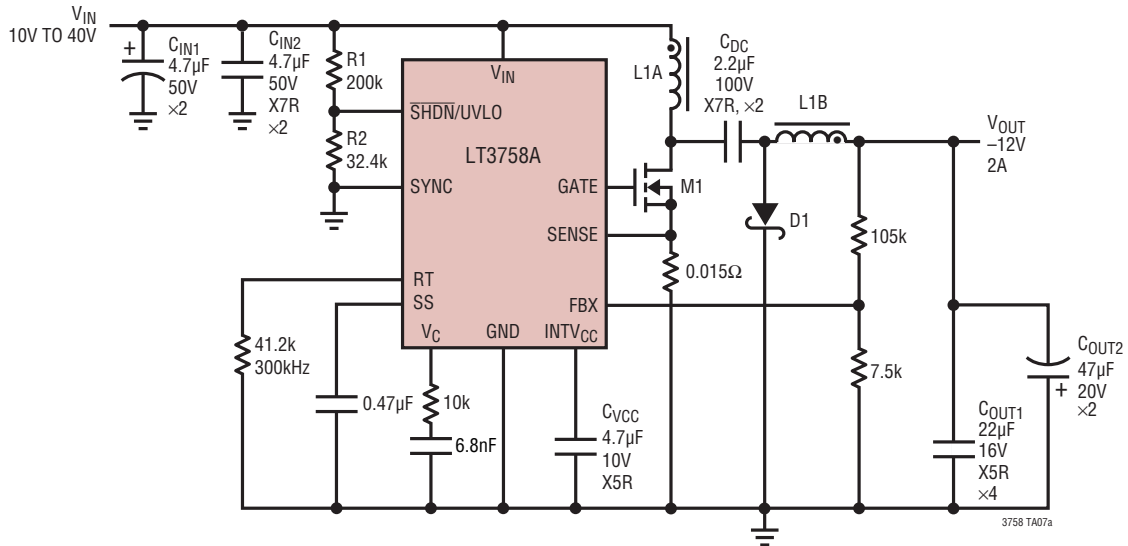 VIN
10V TO 40V
CIN1
4.7µF
50V
×2
CIN2
4.7µF
50V
X7R
×2
R1
200k
R2
32.4k
VIN
SHDN/UVLO
LT3758A
SYNC
GATE
SENSE
RT
SS
FBX
VC
GND
INTVCC
L1A
CDC
2.2µF
100V
X7R, ×2
L1B
VOUT
–12V
2A
M1
D1
0.015Ω
105k
7.5k
41.2k
300kHz
0.47µF
10k
6.8nF
CVCC
4.7µF
10V
X5R
COUT2
47µF
20V
×2
COUT1
22µF
16V
X5R
×4
+
+
3758 TA07a